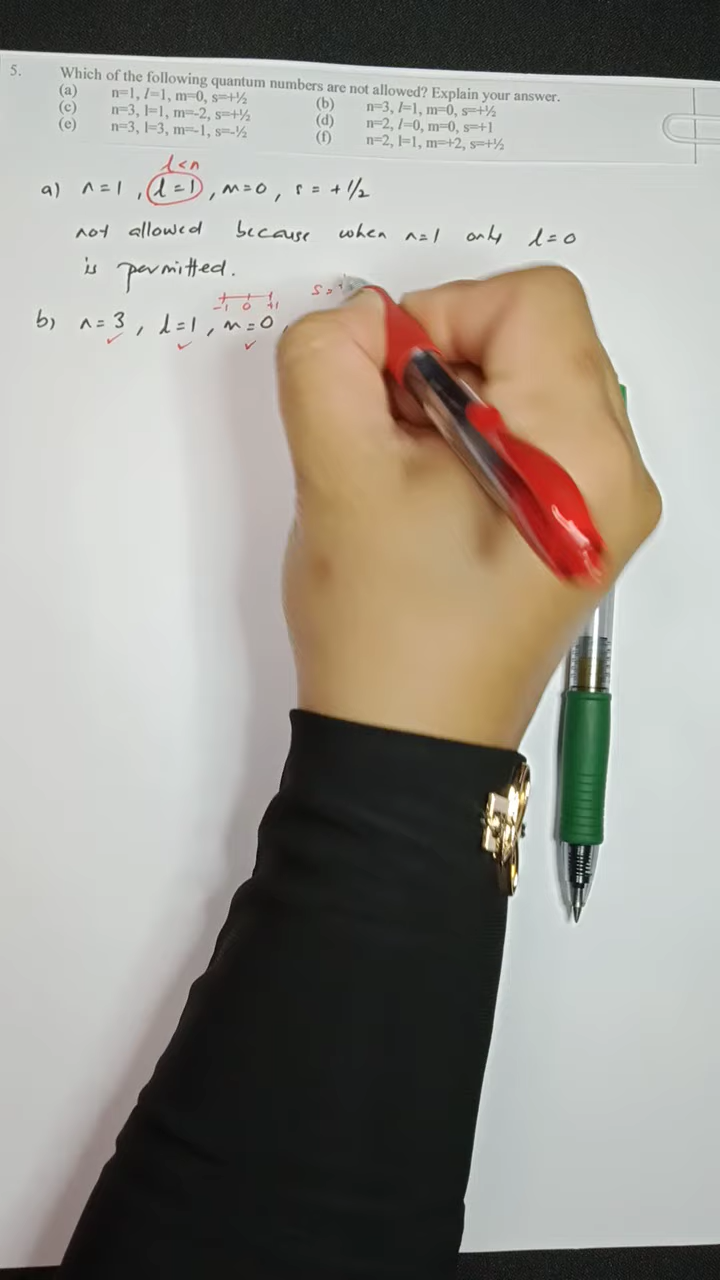 5. Which of the following quantum numbers are not allowed? Explain your answer.
(a) n=1, l=1, m=0, s=+½ (b) n=3, l=1, m=0, s=+½
(c) n=3, l=1, m=-2, s=+½ (d) n=2, l=0, m=0, s=+1
(e) n=3, l=3, m=-1, s=-½ (f) n=2, l=1, m=+2, s=+½
l<n
a) n=1, l=1, m=0, s=+1/2
not allowed because when n=1 only l=0
is permitted.
-1 0 +1
b) n=3, l=1, m=0,